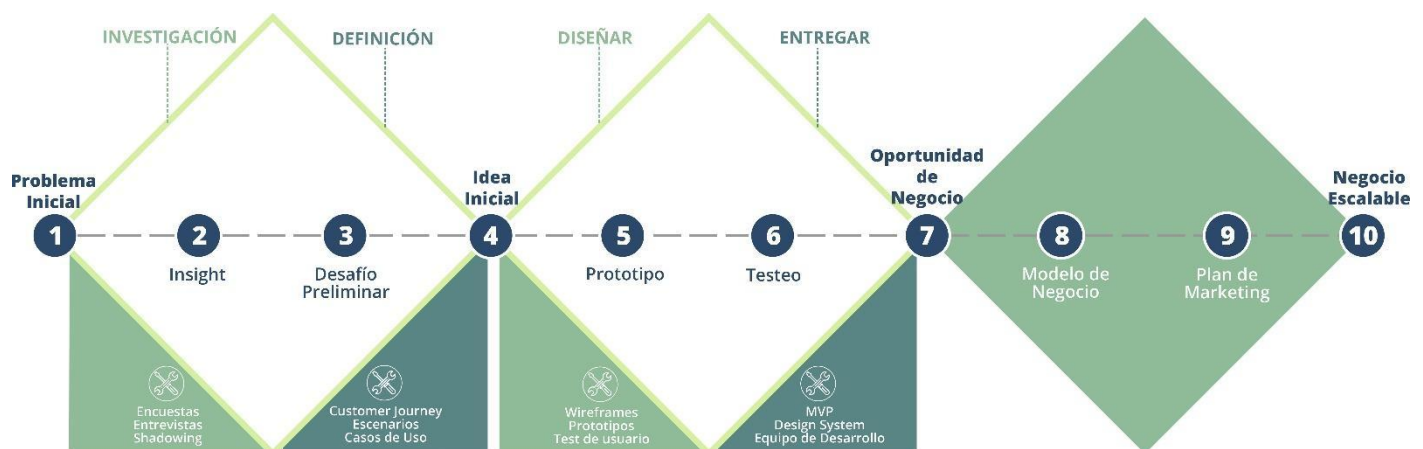 INVESTIGACIÓN
DEFINICIÓN
DISEÑAR
ENTREGAR
Problema
Inicial
1
2
Insight
3
Desafío
Preliminar
Idea
Inicial
4
5
Prototipo
6
Testeo
Oportunidad
de
Negocio
7
8
Modelo de
Negocio
9
Plan de
Marketing
Negocio
Escalable
10
Encuestas
Entrevistas
Shadowing
Customer Journey
Escenarios
Casos de Uso
Wireframes
Prototipos
Test de usuario
MVP
Design System
Equipo de Desarrollo